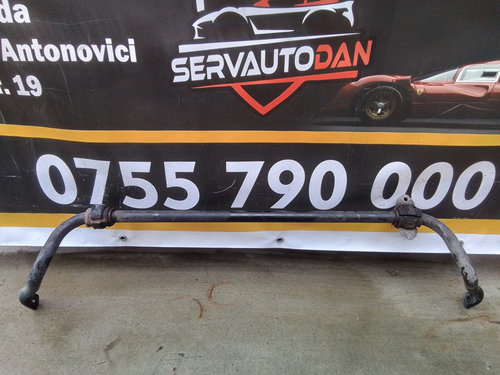 da
Antonovici
r. 19
SERVAUTODAN
0755 790 000